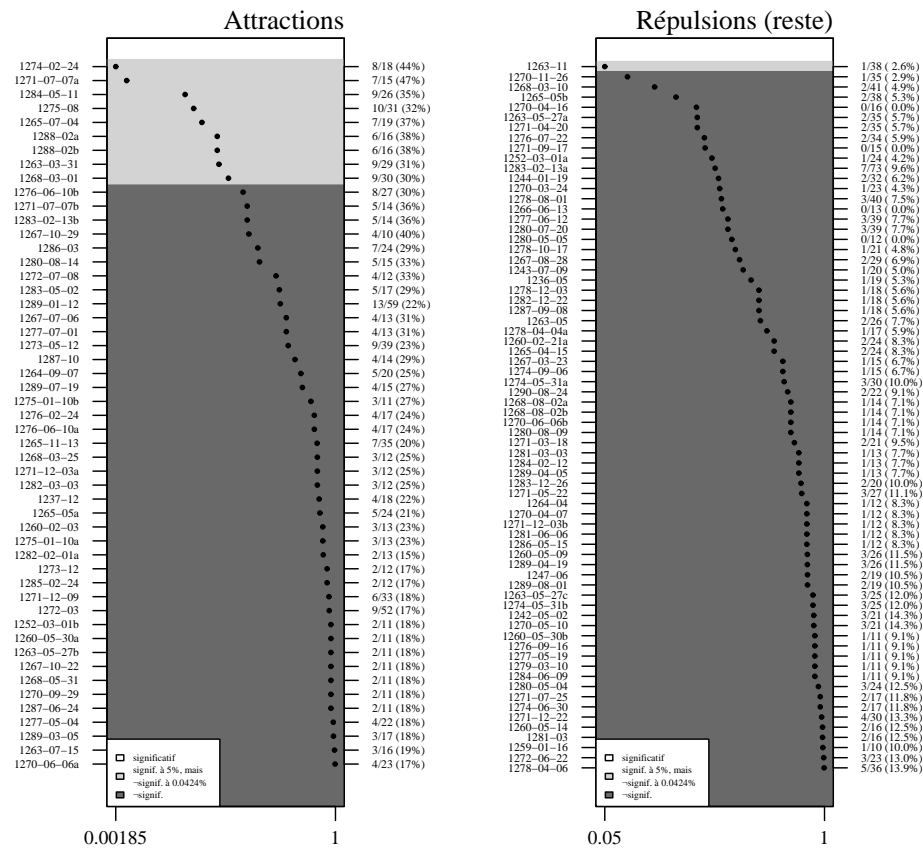 Attractions
1274–02–24 8/18 (44%)
1271–07–07a 7/15 (47%)
1284–05–11 9/26 (35%)
1275–08 10/31 (32%)
1265–07–04 7/19 (37%)
1288–02a 6/16 (38%)
1288–02b 6/16 (38%)
1263–03–31 9/29 (31%)
1268–03–01 9/30 (30%)
1276–06–10b 8/27 (30%)
1271–07–07b 5/14 (36%)
1283–02–13b 5/14 (36%)
1267–10–29 4/10 (40%)
1286–03 7/24 (29%)
1280–08–14 5/15 (33%)
1272–07–08 4/12 (33%)
1283–05–02 5/17 (29%)
1289–01–12 13/59 (22%)
1267–07–06 4/13 (31%)
1277–07–01 4/13 (31%)
1273–05–12 9/39 (23%)
1287–10 4/14 (29%)
1264–09–07 5/20 (25%)
1289–07–19 4/15 (27%)
1275–01–10b 3/11 (27%)
1276–02–24 4/17 (24%)
1276–06–10a 4/17 (24%)
1265–11–13 7/35 (20%)
1268–03–25 3/12 (25%)
1271–12–03a 3/12 (25%)
1282–03–03 3/12 (25%)
1237–12 4/18 (22%)
1265–05a 5/24 (21%)
1260–02–03 3/13 (23%)
1275–01–10a 3/13 (23%)
1282–02–01a 2/13 (15%)
1273–12 2/12 (17%)
1285–02–24 2/12 (17%)
1271–12–09 6/33 (18%)
1272–03 9/52 (17%)
1252–03–01b 2/11 (18%)
1260–05–30a 2/11 (18%)
1263–05–27b 2/11 (18%)
1267–10–22 2/11 (18%)
1268–05–31 2/11 (18%)
1270–09–29 2/11 (18%)
1287–06–24 2/11 (18%)
1277–05–04 4/22 (18%)
1289–03–05 3/17 (18%)
1263–07–15 3/16 (19%)
1270–06–06a 4/23 (17%)
significatif
signif. à 5%, mais
¬signif. à 0.0424%
¬signif.
0.00185 1
Répulsions (reste)
1263–11 1/38 ( 2.6%)
1270–11–26 1/35 ( 2.9%)
1268–03–10 2/41 ( 4.9%)
1265–05b 2/38 ( 5.3%)
1270–04–16 0/16 ( 0.0%)
1263–05–27a 2/35 ( 5.7%)
1271–04–20 2/35 ( 5.7%)
1276–07–22 2/34 ( 5.9%)
1271–09–17 0/15 ( 0.0%)
1252–03–01a 1/24 ( 4.2%)
1283–02–13a 7/73 ( 9.6%)
1244–01–19 2/32 ( 6.2%)
1270–03–24 1/23 ( 4.3%)
1278–08–01 3/40 ( 7.5%)
1266–06–13 0/13 ( 0.0%)
1277–06–12 3/39 ( 7.7%)
1280–07–20 3/39 ( 7.7%)
1280–05–05 0/12 ( 0.0%)
1278–10–17 1/21 ( 4.8%)
1267–08–28 2/29 ( 6.9%)
1243–07–09 1/20 ( 5.0%)
1236–05 1/19 ( 5.3%)
1278–12–03 1/18 ( 5.6%)
1282–12–22 1/18 ( 5.6%)
1287–09–08 1/18 ( 5.6%)
1263–05 2/26 ( 7.7%)
1278–04–04a 1/17 ( 5.9%)
1260–02–21a 2/24 ( 8.3%)
1265–04–15 2/24 ( 8.3%)
1267–03–23 1/15 ( 6.7%)
1274–09–06 1/15 ( 6.7%)
1274–05–31a 3/30 (10.0%)
1290–08–24 2/22 ( 9.1%)
1268–08–02a 1/14 ( 7.1%)
1268–08–02b 1/14 ( 7.1%)
1270–06–06b 1/14 ( 7.1%)
1280–08–09 1/14 ( 7.1%)
1271–03–18 2/21 ( 9.5%)
1281–03–03 1/13 ( 7.7%)
1284–02–12 1/13 ( 7.7%)
1289–04–05 1/13 ( 7.7%)
1283–12–26 2/20 (10.0%)
1271–05–22 3/27 (11.1%)
1264–04 1/12 ( 8.3%)
1270–04–07 1/12 ( 8.3%)
1271–12–03b 1/12 ( 8.3%)
1281–06–06 1/12 ( 8.3%)
1286–05–15 1/12 ( 8.3%)
1260–05–09 3/26 (11.5%)
1289–04–19 3/26 (11.5%)
1247–06 2/19 (10.5%)
1289–08–01 2/19 (10.5%)
1263–05–27c 3/25 (12.0%)
1274–05–31b 3/25 (12.0%)
1242–05–02 3/21 (14.3%)
1270–05–10 3/21 (14.3%)
1260–05–30b 1/11 ( 9.1%)
1276–09–16 1/11 ( 9.1%)
1277–05–19 1/11 ( 9.1%)
1279–03–10 1/11 ( 9.1%)
1284–06–09 1/11 ( 9.1%)
1280–05–04 3/24 (12.5%)
1271–07–25 2/17 (11.8%)
1274–06–30 2/17 (11.8%)
1271–12–22 4/30 (13.3%)
1260–05–14 2/16 (12.5%)
1281–03 2/16 (12.5%)
1259–01–16 1/10 (10.0%)
1272–06–22 3/23 (13.0%)
1278–04–06 5/36 (13.9%)
significatif
signif. à 5%, mais
¬signif. à 0.0424%
¬signif.
0.05 1